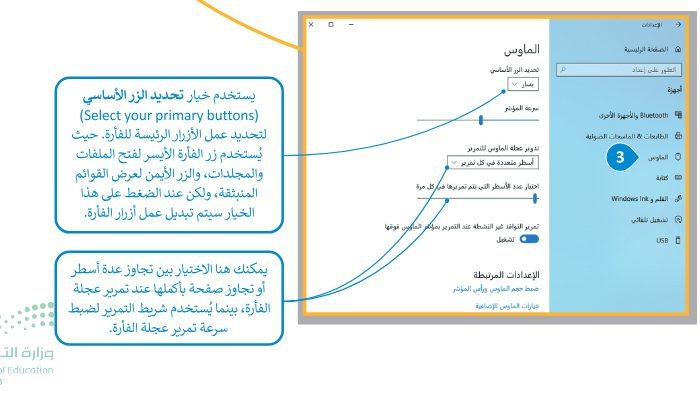 الإعدادات
الصفحة الرئيسية
العثور على إعداد
أجهزة
Bluetooth والأجهزة الأخرى
الطابعات & الماسحات الضوئية
الماوس
3
كتابة
القلم و Windows Ink
تشغيل تلقائي
USB
الماوس
تحديد الزر الأساسي
يسار
سرعة المؤشر
تدوير عجلة الماوس للتمرير
أسطر متعددة في كل تمرير
اختيار عدد الأسطر التي يتم تمريرها في كل مرة
تمرير النوافذ غير النشطة عند التمرير بمؤشر الماوس فوقها
تشغيل
الإعدادات المرتبطة
ضبط حجم الماوس ورأس المؤشر
خيارات الماوس الإضافية
يستخدم خيار تحديد الزر الأساسي
(Select your primary buttons)
لتحديد عمل الأزرار الرئيسة للفأرة. حيث
يُستخدم زر الفأرة الأيسر لفتح الملفات
والمجلدات، والزر الأيمن لعرض القوائم
المنبثقة، ولكن عند الضغط على هذا
الخيار سيتم تبديل عمل أزرار الفأرة.
يمكنك هنا الاختيار بين تجاوز عدة أسطر
أو تجاوز صفحة بأكملها عند تمرير عجلة
الفأرة، بينما يُستخدم شريط التمرير لضبط
سرعة تمرير عجلة الفأرة.
وزارة الت
of Education